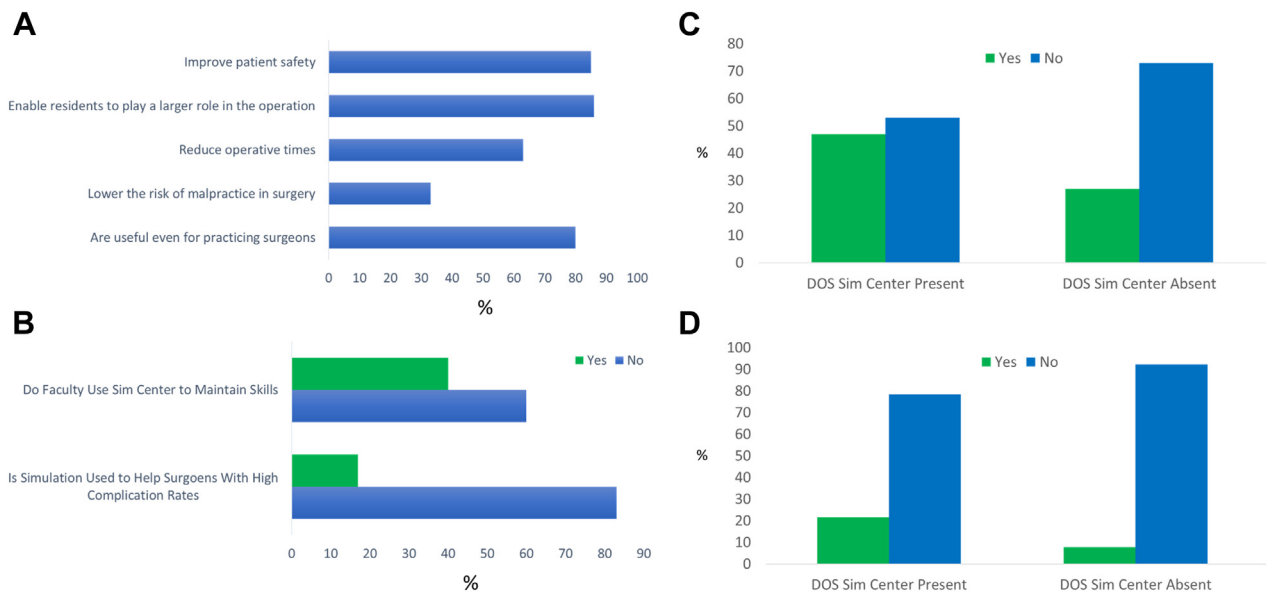 A
Improve patient safety
Enable residents to play a larger role in the operation
Reduce operative times
Lower the risk of malpractice in surgery
Are useful even for practicing surgeons
0 10 20 30 40 50 60 70 80 90 100
%
B
Yes No
Do Faculty Use Sim Center to Maintain Skills
Is Simulation Used to Help Surgoens With High
Complication Rates
0 10 20 30 40 50 60 70 80 90
%
C
80
70
60
50
40
30
20
10
0
%
Yes No
DOS Sim Center Present DOS Sim Center Absent
D
100
90
80
70
60
50
40
30
20
10
0
%
Yes No
DOS Sim Center Present DOS Sim Center Absent